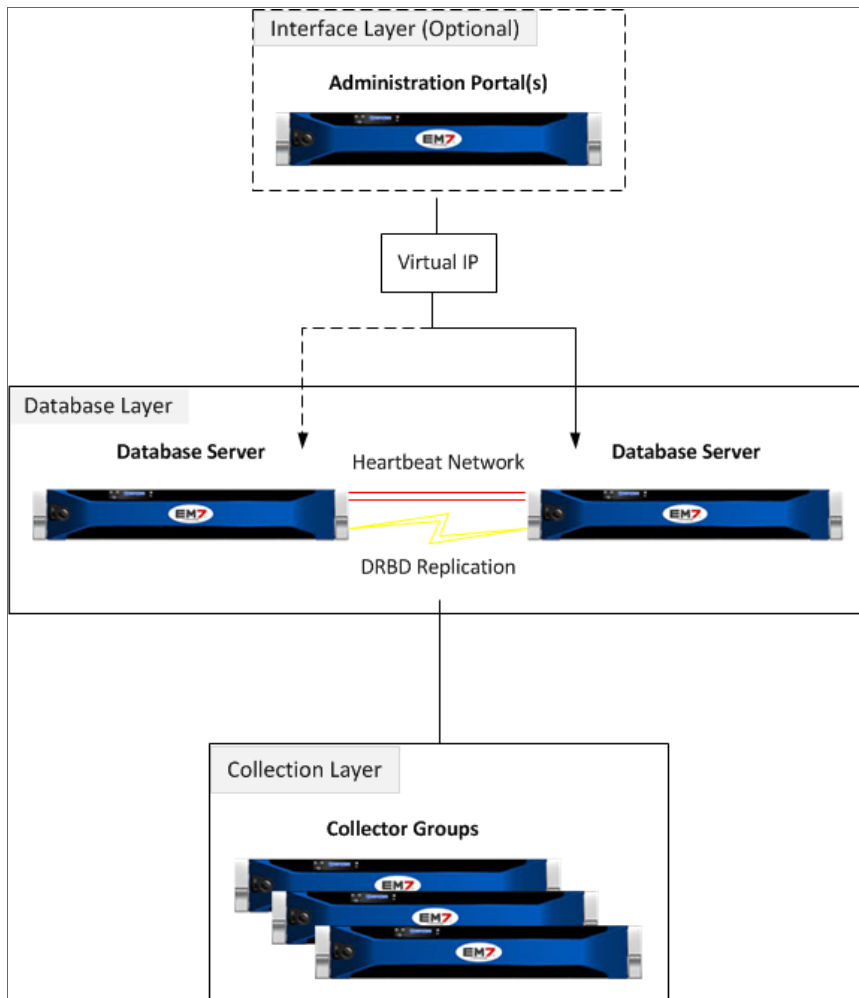 Interface Layer (Optional)
Administration Portal(s)
EM7
Virtual IP
Database Layer
Database Server
Heartbeat Network
Database Server
EM7
EM7
DRBD Replication
Collection Layer
Collector Groups
EM7
EM7
EM7